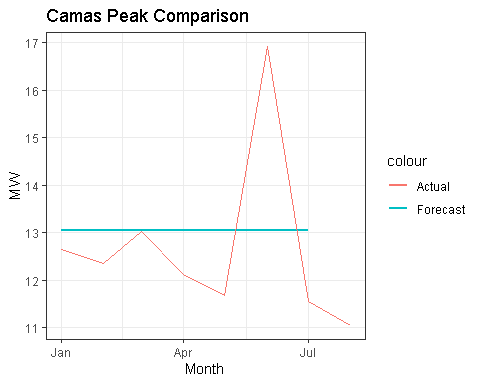 Camas Peak Comparison
17
16
15
14
13
12
11
MW
Jan
Apr
Jul
Month
colour
Actual
Forecast